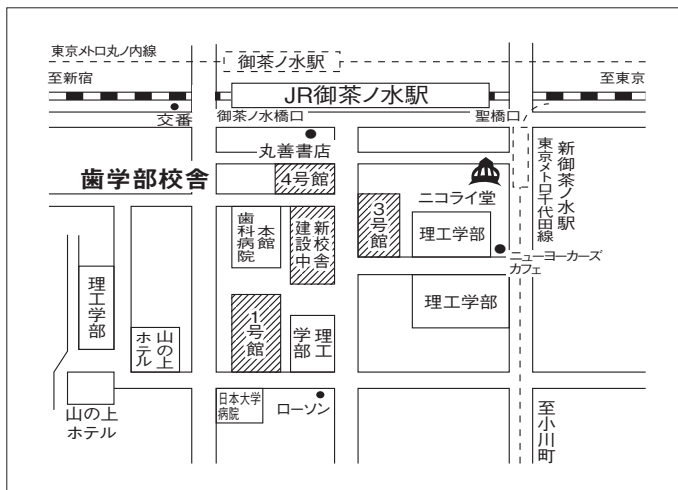 東京メトロ丸ノ内線
御茶ノ水駅
至新宿
JR御茶ノ水駅
至東京
交番
御茶ノ水橋口
聖橋口
丸善書店
歯学部校舎
4号館
ニコライ堂
新御茶ノ水駅
東京メトロ千代田線
本館
歯科病院
新校舎
建設中
3号館
理工学部
ニューヨーカーズ
カフェ
理工学部
理工学部
山の上
ホテル
1号館
理工
学部
山の上
ホテル
日本大学
病院
ローソン
至小川町